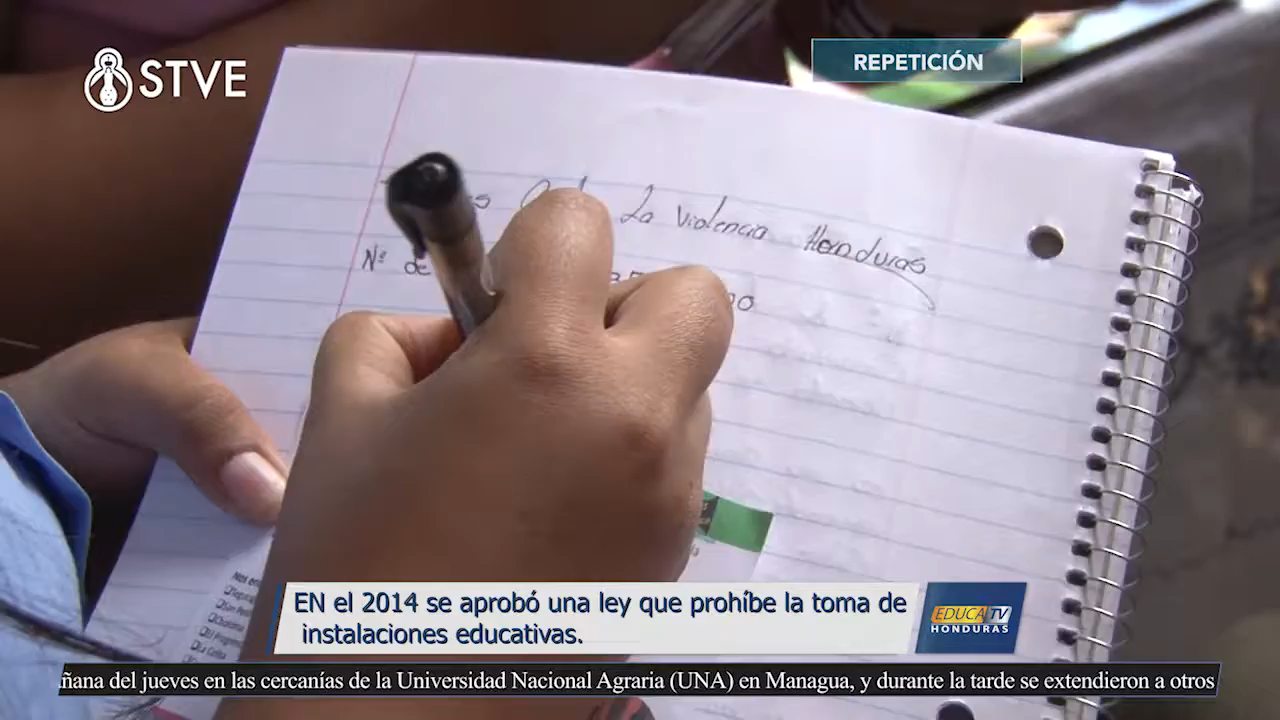 STVE
REPETICIÓN
La Violencia Honduras
Nº de
EN el 2014 se aprobó una ley que prohíbe la toma de
instalaciones educativas.
EDUCATV
HONDURAS
ñana del jueves en las cercanías de la Universidad Nacional Agraria (UNA) en Managua, y durante la tarde se extendieron a otros